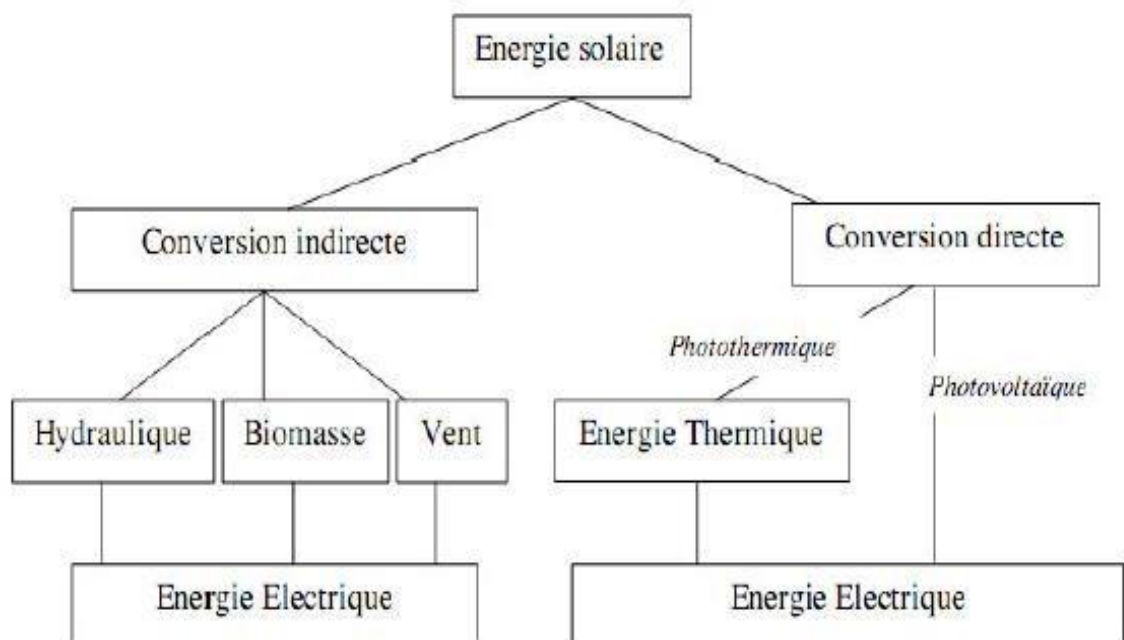 Energie solaire
Conversion indirecte
Conversion directe
Photothermique
Photovoltaïque
Hydraulique
Biomasse
Vent
Energie Thermique
Energie Electrique
Energie Electrique